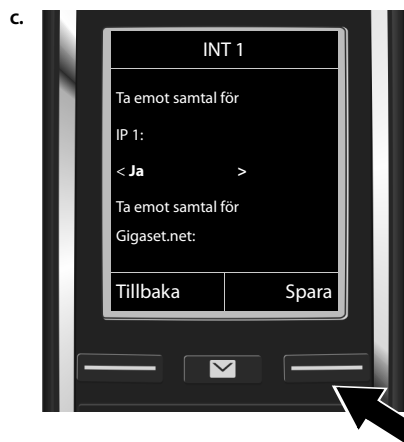 c.
INT 1
Ta emot samtal för
IP 1:
< Ja >
Ta emot samtal för
Gigaset.net:
Tillbaka Spara